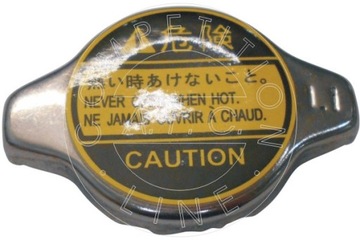 ⚠危険
熱い時あけないこと。
NEVER OPEN WHEN HOT.
NE JAMAIS OUVRIR À CHAUD.
CAUTION
1.1